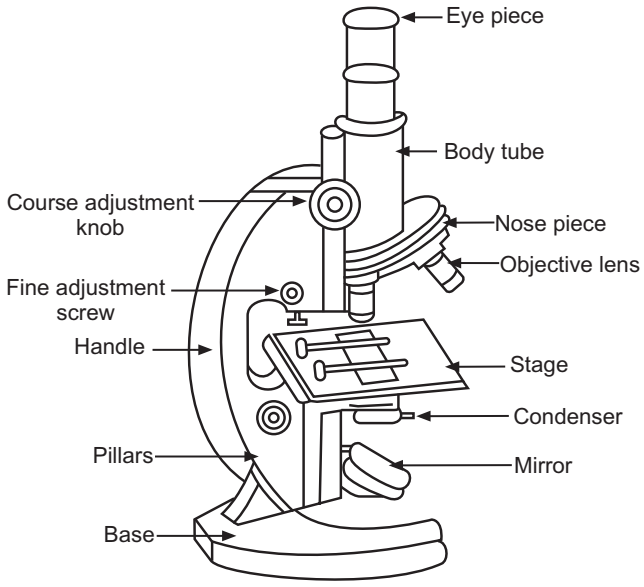 Eye piece
Body tube
Course adjustment
knob
Nose piece
Objective lens
Fine adjustment
screw
Handle
Stage
Condenser
Pillars
Mirror
Base